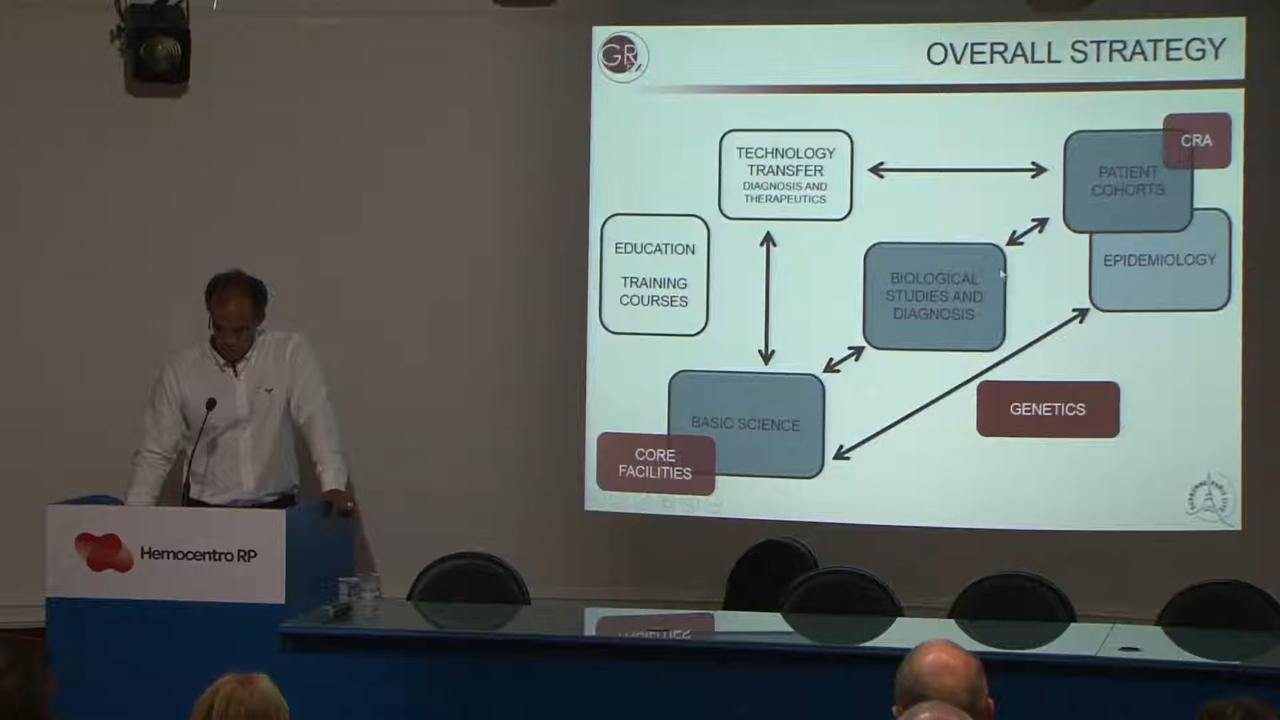 GR
OVERALL STRATEGY
TECHNOLOGY
TRANSFER
DIAGNOSIS AND
THERAPEUTICS
CRA
PATIENT
COHORTS
EDUCATION
TRAINING
COURSES
BIOLOGICAL
STUDIES AND
DIAGNOSIS
EPIDEMIOLOGY
BASIC SCIENCE
GENETICS
CORE
FACILITIES
Hemocentro RP